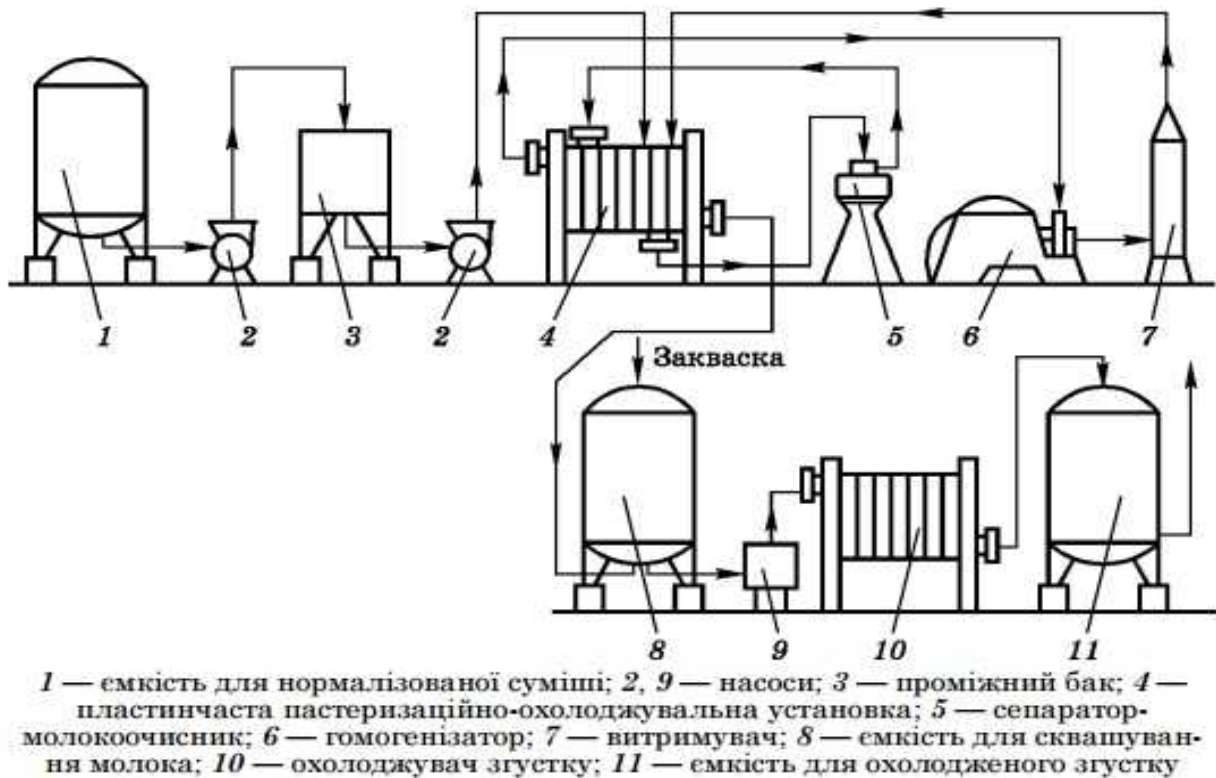 1 2 3 2 4 5 6 7
Закваска
8 9 10 11
1 — ємкість для нормалізованої суміші; 2, 9 — насоси; 3 — проміжний бак; 4 —
пластинчаста пастеризаційно-охолоджувальна установка; 5 — сепаратор-
молокоочисник; 6 — гомогенізатор; 7 — витримувач; 8 — ємкість для сквашуван-
ня молока; 10 — охолоджувач згустку; 11 — ємкість для охолодженого згустку